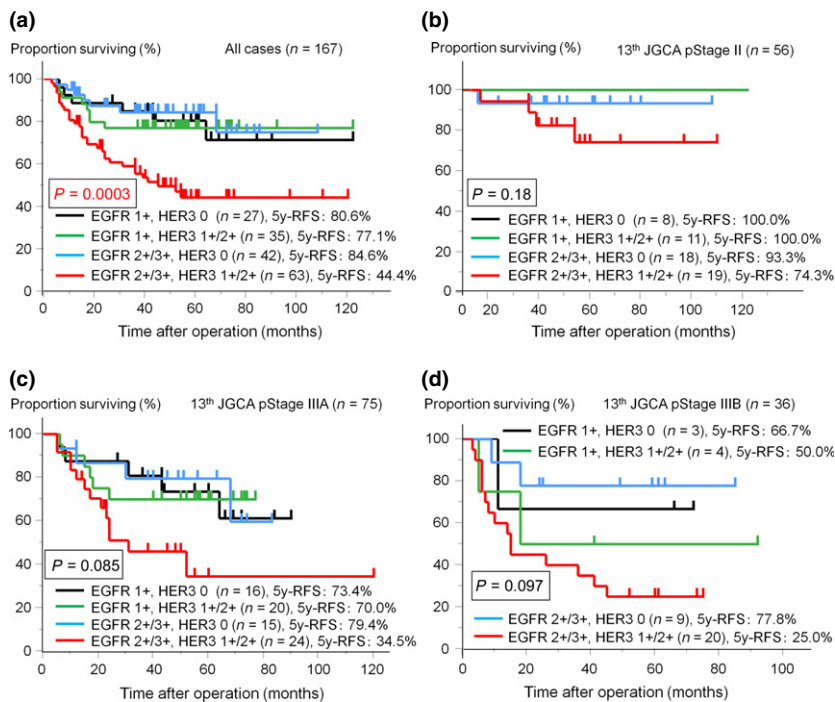 (a)
Proportion surviving (%)
All cases (n = 167)
100
80
60
40
20
0
P = 0.0003
EGFR 1+, HER3 0 (n = 27), 5y-RFS: 80.6%
EGFR 1+, HER3 1+/2+ (n = 35), 5y-RFS: 77.1%
EGFR 2+/3+, HER3 0 (n = 42), 5y-RFS: 84.6%
EGFR 2+/3+, HER3 1+/2+ (n = 63), 5y-RFS: 44.4%
0 20 40 60 80 100 120
Time after operation (months)
(b)
Proportion surviving (%)
13th JGCA pStage II (n = 56)
100
80
60
40
20
0
P = 0.18
EGFR 1+, HER3 0 (n = 8), 5y-RFS: 100.0%
EGFR 1+, HER3 1+/2+ (n = 11), 5y-RFS: 100.0%
EGFR 2+/3+, HER3 0 (n = 18), 5y-RFS: 93.3%
EGFR 2+/3+, HER3 1+/2+ (n = 19), 5y-RFS: 74.3%
0 20 40 60 80 100 120
Time after operation (months)
(c)
Proportion surviving (%)
13th JGCA pStage IIIA (n = 75)
100
80
60
40
20
0
P = 0.085
EGFR 1+, HER3 0 (n = 16), 5y-RFS: 73.4%
EGFR 1+, HER3 1+/2+ (n = 20), 5y-RFS: 70.0%
EGFR 2+/3+, HER3 0 (n = 15), 5y-RFS: 79.4%
EGFR 2+/3+, HER3 1+/2+ (n = 24), 5y-RFS: 34.5%
0 20 40 60 80 100 120
Time after operation (months)
(d)
Proportion surviving (%)
13th JGCA pStage IIIB (n = 36)
EGFR 1+, HER3 0 (n = 3), 5y-RFS: 66.7%
EGFR 1+, HER3 1+/2+ (n = 4), 5y-RFS: 50.0%
100
80
60
40
20
0
P = 0.097
EGFR 2+/3+, HER3 0 (n = 9), 5y-RFS: 77.8%
EGFR 2+/3+, HER3 1+/2+ (n = 20), 5y-RFS: 25.0%
0 20 40 60 80 100
Time after operation (months)